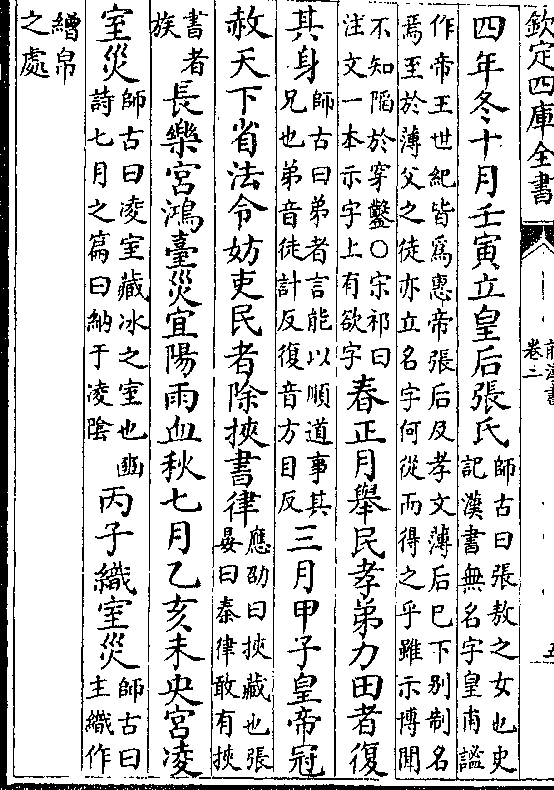 欽定四庫全書
前漢書
卷二
五
四年冬十月壬寅立皇后張氏
師古曰張敖之女也史
記漢書無名字皇甫謐
作帝王世紀皆爲惠帝張后及孝文薄后已下别制名
焉至於薄父之徒亦立名字何從而得之乎雖示博聞
不知陷於穿鑿○宋祁曰
注文一本示字上有欲字
春正月舉民孝弟力田者復
其身
師古曰弟者言能以順道事其
兄也弟音徒計反復音方目反
三月甲子皇帝冠
赦天下省法令妨吏民者除挾書律
應劭曰挾藏也張
晏曰秦律敢有挾
書者
族
長樂宮鴻臺災宜陽雨血秋七月乙亥未央宮凌
室災
師古曰凌室藏冰之室也豳
詩七月之篇曰納于凌隂
丙子織室災
師古曰
主織作
繒帛
之處